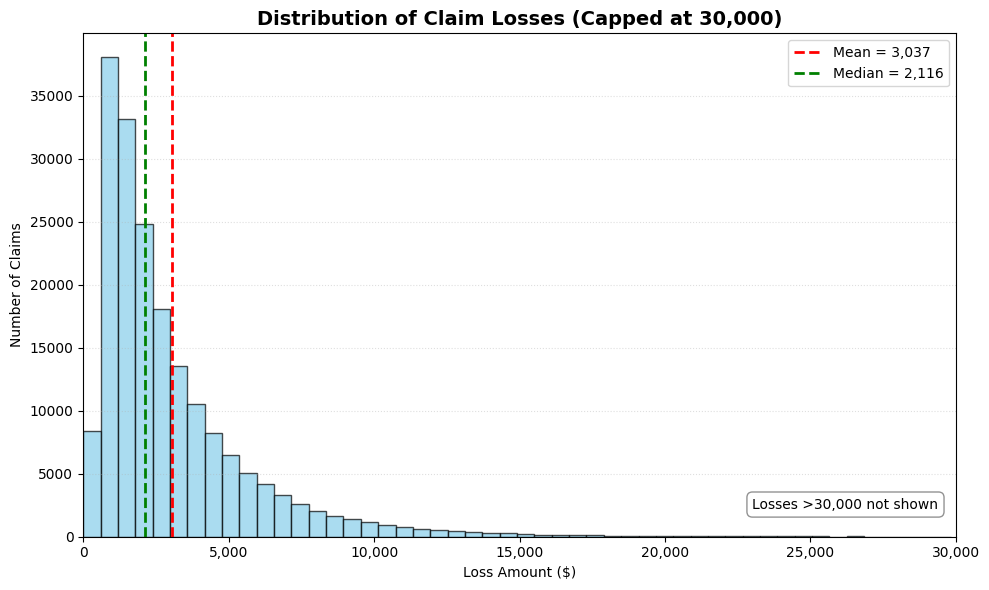 Distribution of Claim Losses (Capped at 30,000)
Mean = 3,037
Median = 2,116
35000
30000
25000
20000
15000
10000
5000
0
Number of Claims
Losses >30,000 not shown
0 5,000 10,000 15,000 20,000 25,000 30,000
Loss Amount ($)